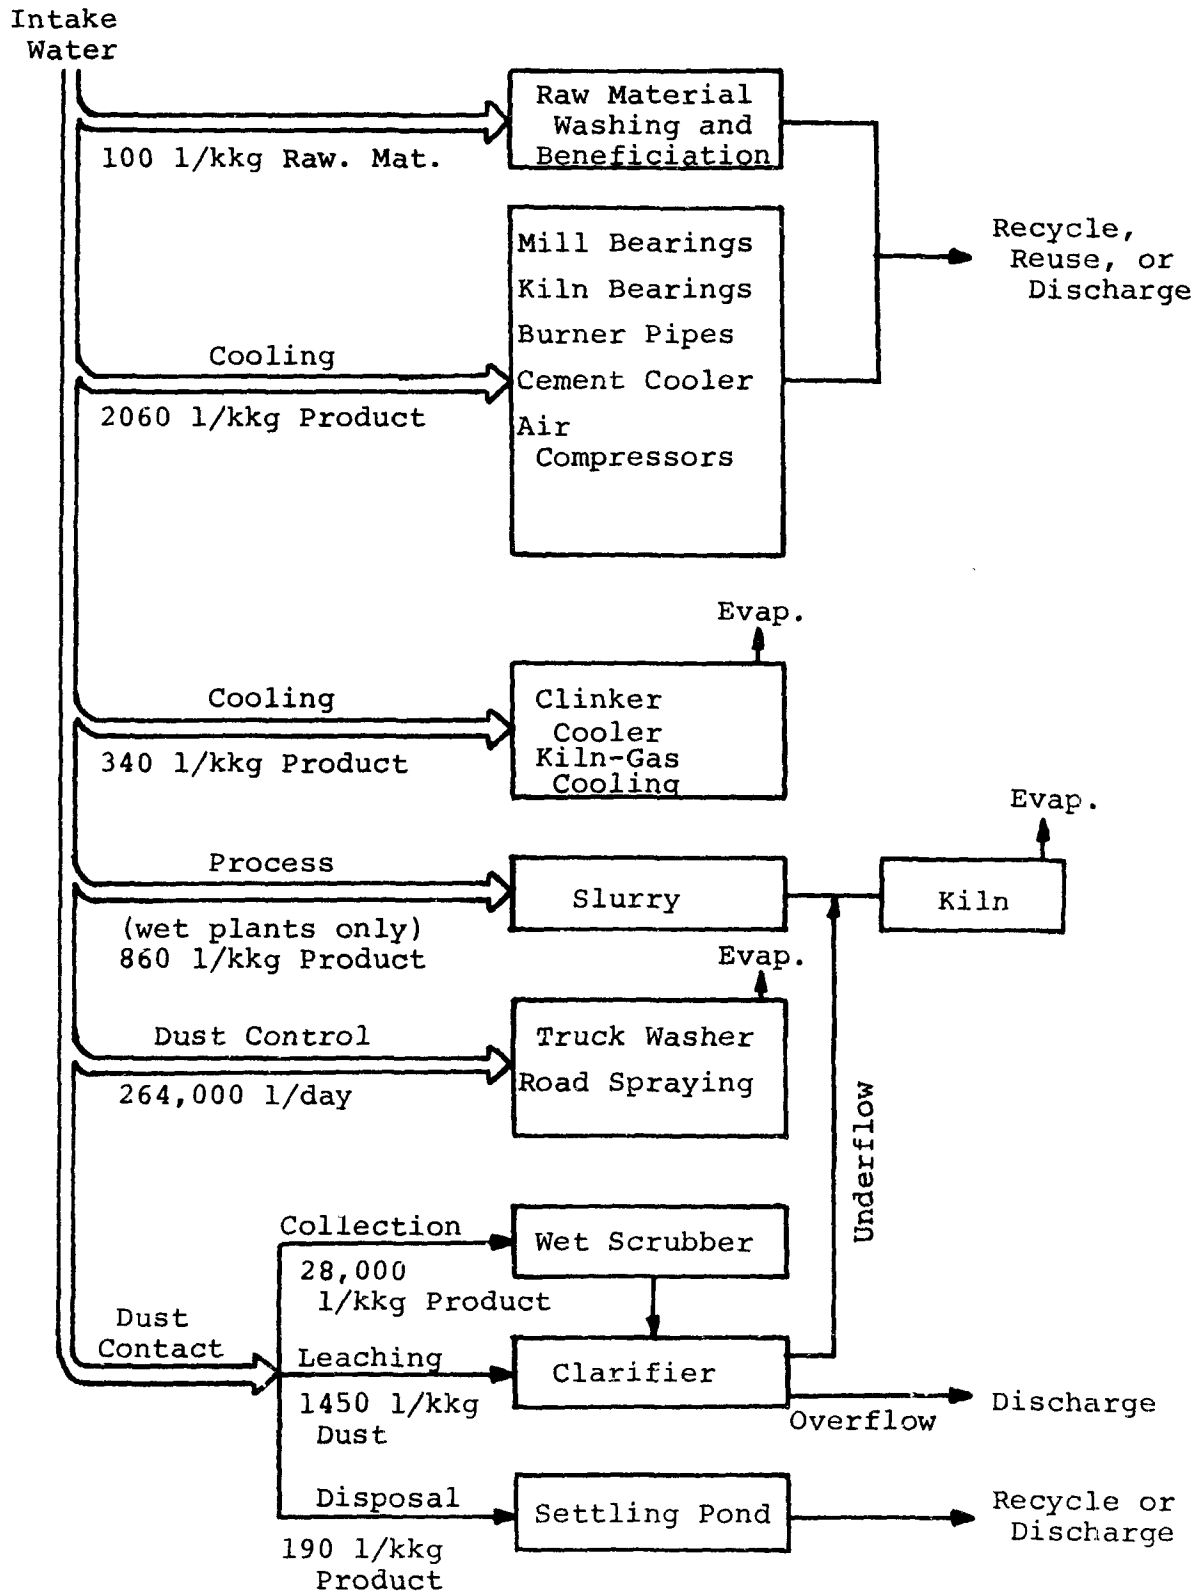 Intake
Water
Raw Material
Washing and
Beneficiation
100 l/kkg Raw. Mat.
Mill Bearings
Kiln Bearings
Burner Pipes
Cement Cooler
Air
Compressors
Recycle,
Reuse, or
Discharge
Cooling
2060 l/kkg Product
Evap.
Cooling
340 l/kkg Product
Clinker
Cooler
Kiln-Gas
Cooling
Evap.
Process
(wet plants only)
860 l/kkg Product
Slurry
Kiln
Evap.
Dust Control
264,000 l/day
Truck Washer
Road Spraying
Underflow
Collection
28,000
l/kkg Product
Wet Scrubber
Dust
Contact
Leaching
1450 l/kkg
Dust
Clarifier
Overflow
Discharge
Disposal
190 l/kkg
Product
Settling Pond
Recycle or
Discharge